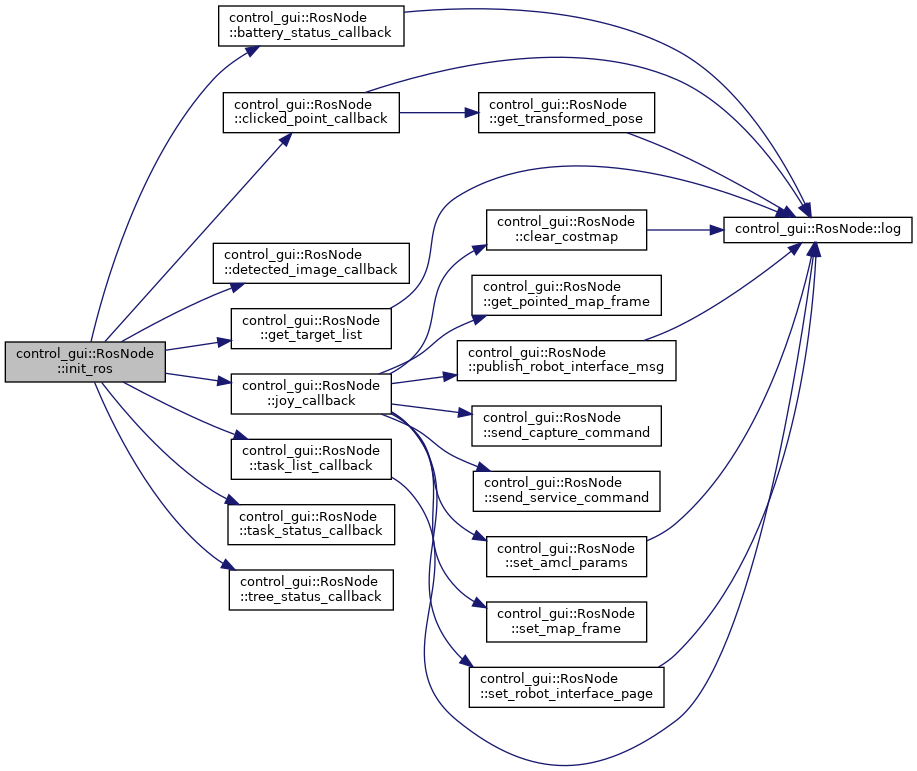 control_gui::RosNode
::battery_status_callback
control_gui::RosNode
::clicked_point_callback
control_gui::RosNode
::get_transformed_pose
control_gui::RosNode
::clear_costmap
control_gui::RosNode::log
control_gui::RosNode
::detected_image_callback
control_gui::RosNode
::get_pointed_map_frame
control_gui::RosNode
::get_target_list
control_gui::RosNode
::init_ros
control_gui::RosNode
::publish_robot_interface_msg
control_gui::RosNode
::joy_callback
control_gui::RosNode
::send_capture_command
control_gui::RosNode
::task_list_callback
control_gui::RosNode
::send_service_command
control_gui::RosNode
::task_status_callback
control_gui::RosNode
::set_amcl_params
control_gui::RosNode
::tree_status_callback
control_gui::RosNode
::set_map_frame
control_gui::RosNode
::set_robot_interface_page